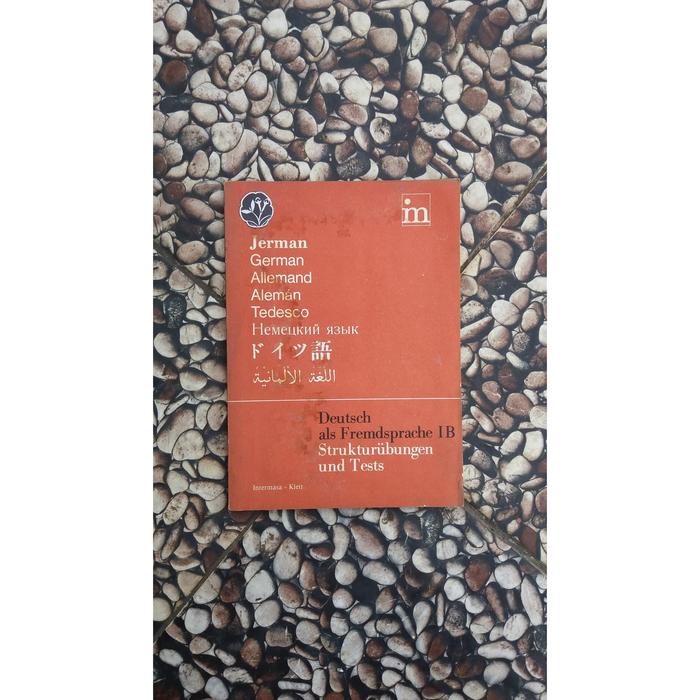 im
Jerman
German
Allemand
Alemán
Tedesco
Немецкий язык
ドイツ語
اللغة الألمانية
Deutsch
als Fremdsprache IB
Strukturübungen
und Tests
Intermasa – Klett